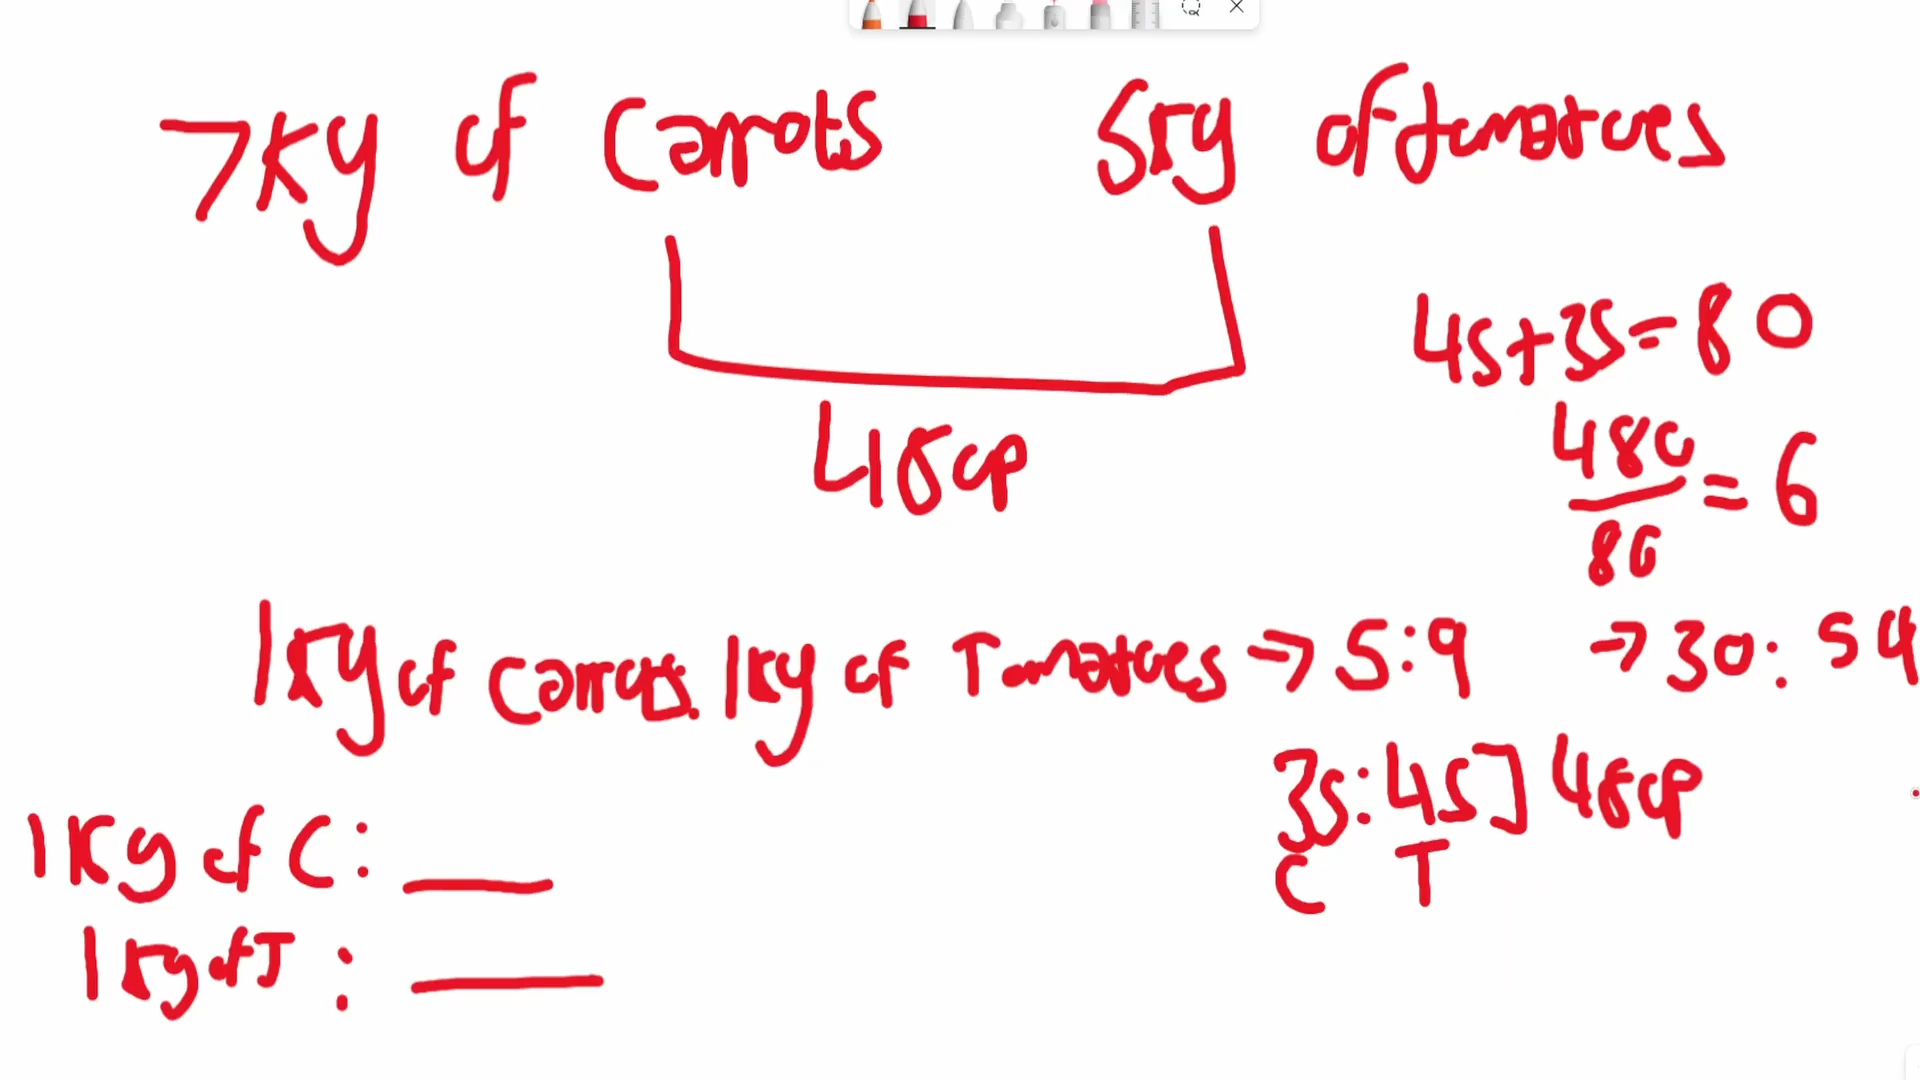 7Kg of Carrots 5Kg of tomatoes
45+35=80
480p
480/80 = 6
1Kg of Carrots. 1Kg of Tomatoes ⇒ 5:9 → 30:54
35:45] 480p
C T
1Kg of C: ___
1Kg of T: ___